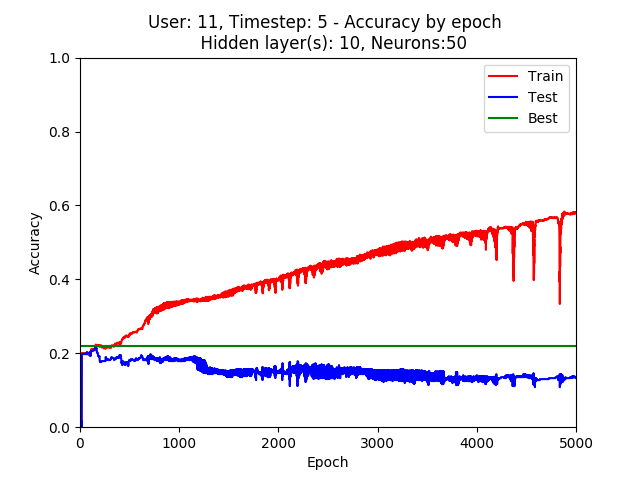 User: 11, Timestep: 5 - Accuracy by epoch
Hidden layer(s): 10, Neurons:50
1.0
Train
Test
Best
0.8
0.6
Accuracy
0.4
0.2
0.0
0 1000 2000 3000 4000 5000
Epoch